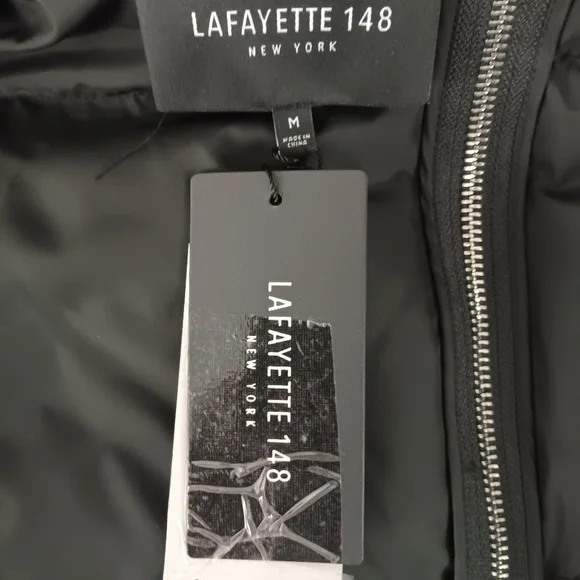 LAFAYETTE 148
NEW YORK
M
MADE IN
CHINA
LAFAYETTE 148
NEW YORK